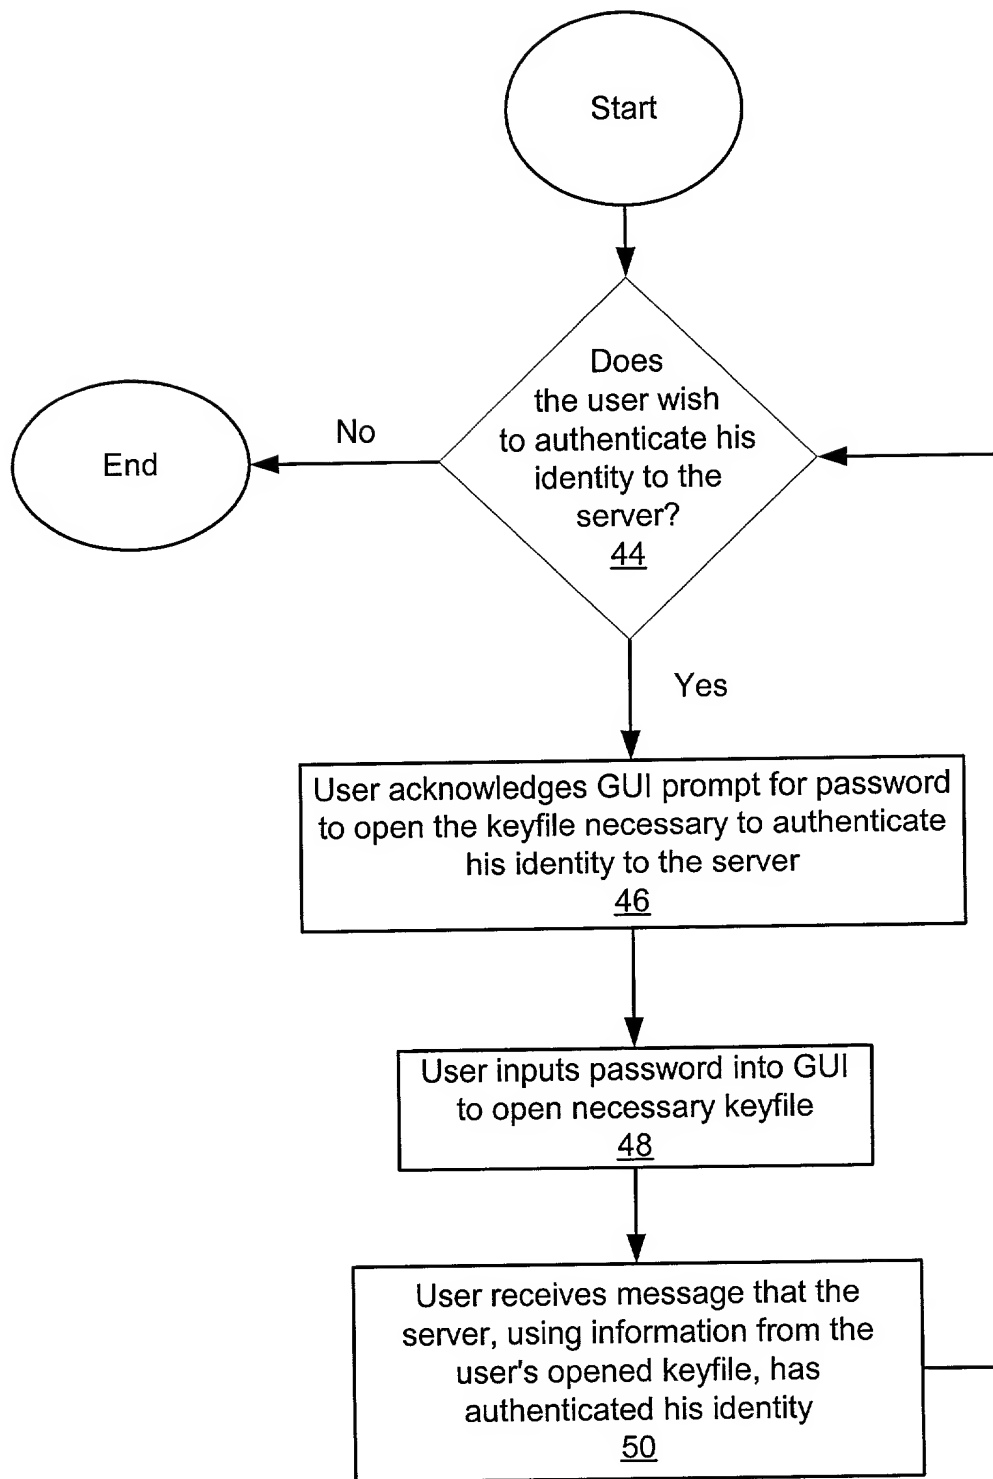 Start
Does
the user wish
to authenticate his
identity to the
server?
44
No
End
Yes
User acknowledges GUI prompt for password
to open the keyfile necessary to authenticate
his identity to the server
46
User inputs password into GUI
to open necessary keyfile
48
User receives message that the
server, using information from the
user's opened keyfile, has
authenticated his identity
50